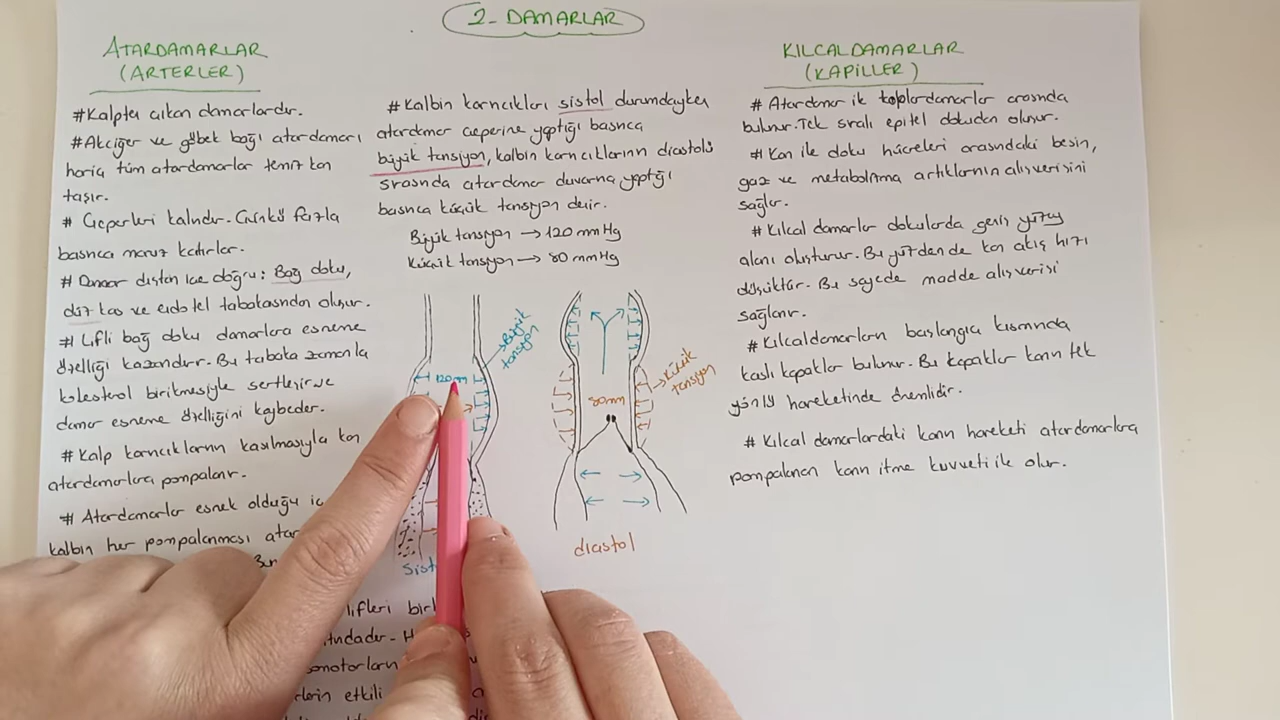 2- DAMARLAR
ATARDAMARLAR
(ARTERLER)
#Kalpten çıkan damarlardır.
#Akciğer ve göbek bağı atardamarı
hariç tüm atardamarlar temiz kan
taşır.
# Çeperleri kalındır. Çünkü fazla
basınca maruz kalırlar.
# Damar dıştan içe doğru: Bağ doku,
düz kas ve endotel tabakasından oluşur.
# Lifli bağ doku damarlara esneme
özelliği kazandırır. Bu tabaka zamanla
kolestrol birikmesiyle sertleşir ve
damar esneme özelliğini kaybeder.
# Kalp karıncıklarının kasılmasıyla kan
atardamarlara pompalanır.
# Atardamarlar esnek olduğu
kalbin her pompalanması
lifleri
etkili
#Kalbin karıncıkları sistol durumdayken
atardamar çeperine yaptığı basınca
büyük tansiyon, kalbin karıncıklarının diastolü
sırasında atardamar duvarına yaptığı
basınca küçük tansiyon denir.
Büyük tansiyon → 120 mmHg
Küçük tansiyon → 80 mmHg
Büyük
tansiyon
120mm
Küçük
tansiyon
80mm
diastol
KILCALDAMARLAR
(KAPİLLER)
# Atardamar ile toplardamarlar arasında
bulunur. Tek sıralı epitel dokudan oluşur.
# Kan ile doku hücreleri arasındaki besin,
gaz ve metabolizma artıklarının alışverişini
sağlar.
# Kılcal damarlar dokularda geniş yüzey
alanı oluşturur. Bu yüzden de kan akış hızı
düşüktür. Bu sayede madde alışverişi
sağlanır.
#Kılcaldamarların başlangıç kısmında
kaslı kapaklar bulunur. Bu kapaklar kanın tek
yönlü hareketinde önemlidir.
# Kılcal damarlardaki kanın hareketi atardamarlara
pompalanan kanın itme kuvveti ile olur.